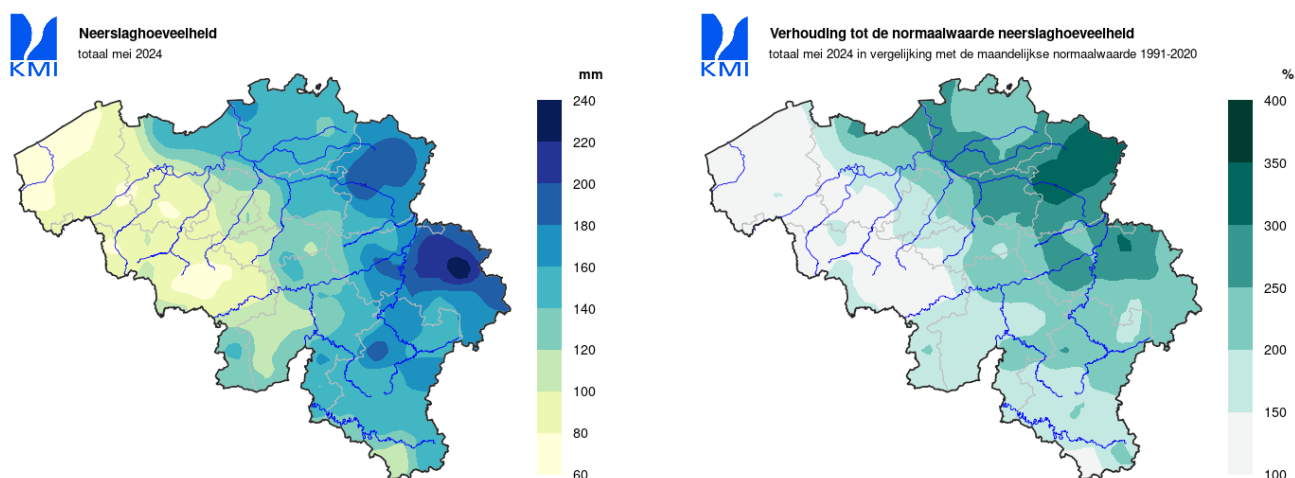 KMI
Neerslaghoeveelheid
totaal mei 2024
mm
240
220
200
180
160
140
120
100
80
60
KMI
Verhouding tot de normaalwaarde neerslaghoeveelheid
totaal mei 2024 in vergelijking met de maandelijkse normaalwaarde 1991-2020
%
400
350
300
250
200
150
100